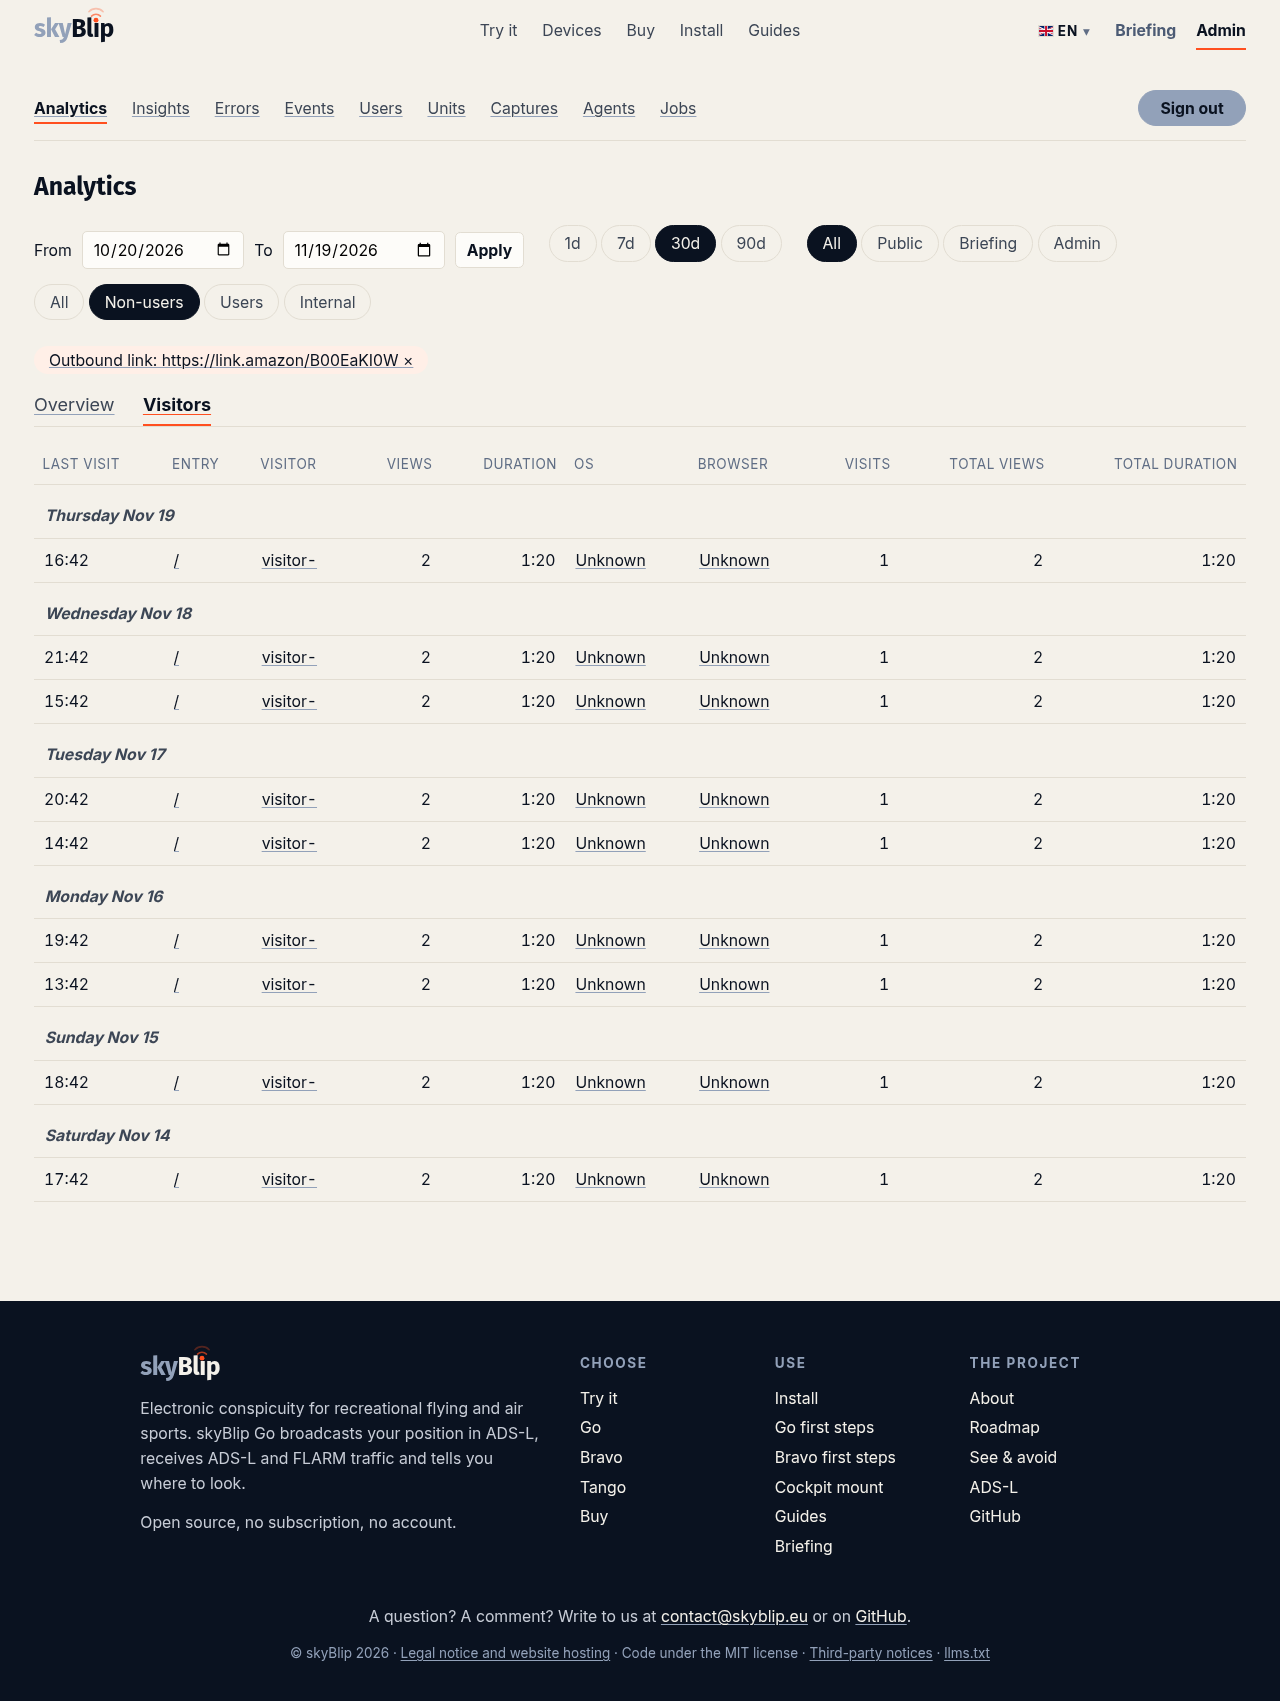 skyBlip
Try it Devices Buy Install Guides
EN ▾ Briefing Admin
Analytics Insights Errors Events Users Units Captures Agents Jobs
Sign out
Analytics
From 10/20/2026 To 11/19/2026 Apply 1d 7d 30d 90d All Public Briefing Admin
All Non-users Users Internal
Outbound link: https://link.amazon/B00EaKI0W ×
Overview Visitors
LAST VISIT ENTRY VISITOR VIEWS DURATION OS BROWSER VISITS TOTAL VIEWS TOTAL DURATION
Thursday Nov 19
16:42 / visitor- 2 1:20 Unknown Unknown 1 2 1:20
Wednesday Nov 18
21:42 / visitor- 2 1:20 Unknown Unknown 1 2 1:20
15:42 / visitor- 2 1:20 Unknown Unknown 1 2 1:20
Tuesday Nov 17
20:42 / visitor- 2 1:20 Unknown Unknown 1 2 1:20
14:42 / visitor- 2 1:20 Unknown Unknown 1 2 1:20
Monday Nov 16
19:42 / visitor- 2 1:20 Unknown Unknown 1 2 1:20
13:42 / visitor- 2 1:20 Unknown Unknown 1 2 1:20
Sunday Nov 15
18:42 / visitor- 2 1:20 Unknown Unknown 1 2 1:20
Saturday Nov 14
17:42 / visitor- 2 1:20 Unknown Unknown 1 2 1:20
skyBlip
Electronic conspicuity for recreational flying and air
sports. skyBlip Go broadcasts your position in ADS-L,
receives ADS-L and FLARM traffic and tells you
where to look.
Open source, no subscription, no account.
CHOOSE
Try it
Go
Bravo
Tango
Buy
USE
Install
Go first steps
Bravo first steps
Cockpit mount
Guides
Briefing
THE PROJECT
About
Roadmap
See & avoid
ADS-L
GitHub
A question? A comment? Write to us at contact@skyblip.eu or on GitHub.
© skyBlip 2026 · Legal notice and website hosting · Code under the MIT license · Third-party notices · llms.txt